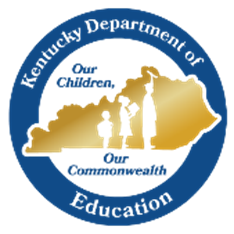 Kentucky Department of
Our
Children,
Our
Commonwealth
Education